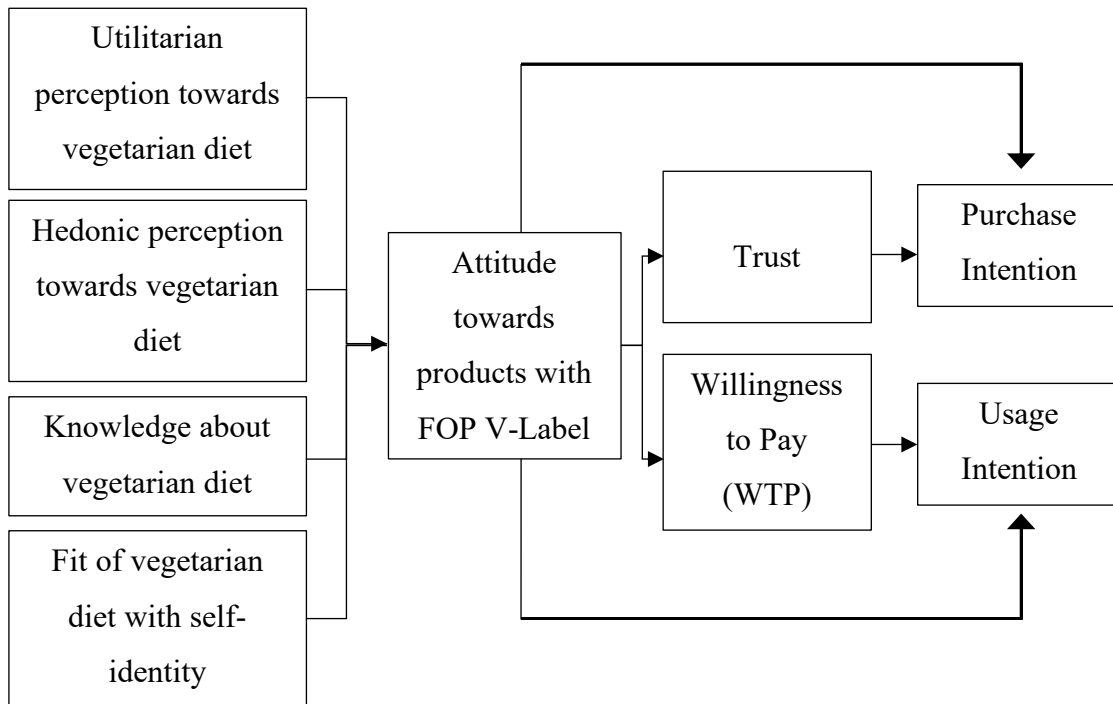 Utilitarian
perception towards
vegetarian diet
Hedonic perception
towards vegetarian
diet
Knowledge about
vegetarian diet
Fit of vegetarian
diet with self-
identity
Attitude
towards
products with
FOP V-Label
Trust
Willingness
to Pay
(WTP)
Purchase
Intention
Usage
Intention